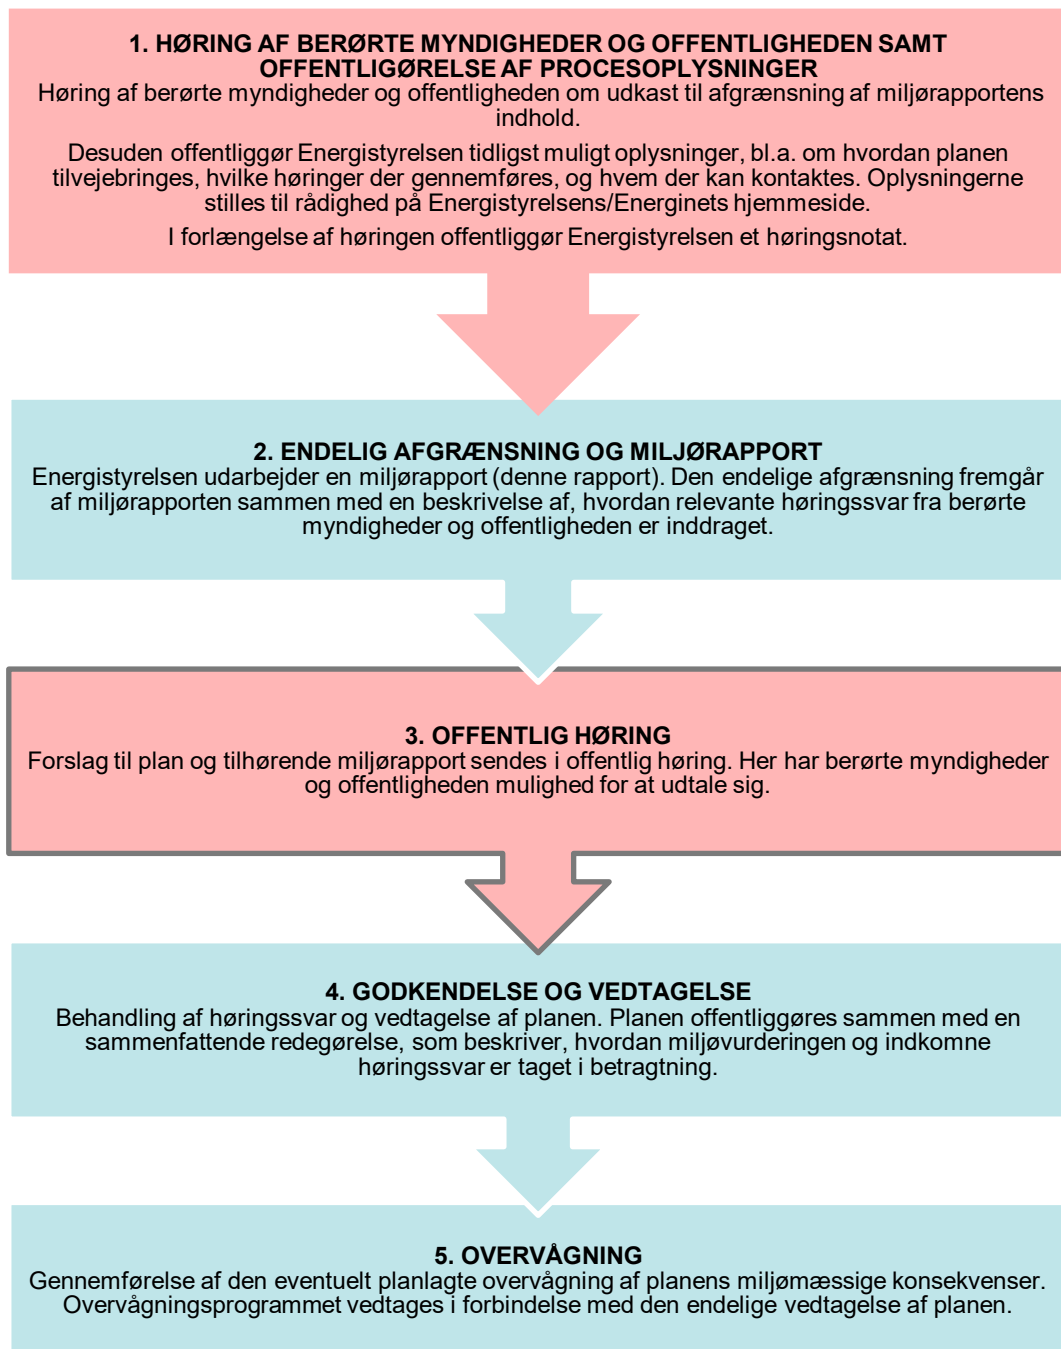 1. HØRING AF BERØRTE MYNDIGHEDER OG OFFENTLIGHEDEN SAMT
OFFENTLIGØRELSE AF PROCESOPLYSNINGER
Høring af berørte myndigheder og offentligheden om udkast til afgrænsning af miljørapportens
indhold.
Desuden offentliggør Energistyrelsen tidligst muligt oplysninger, bl.a. om hvordan planen
tilvejebringes, hvilke høringer der gennemføres, og hvem der kan kontaktes. Oplysningerne
stilles til rådighed på Energistyrelsens/Energinets hjemmeside.
I forlængelse af høringen offentliggør Energistyrelsen et høringsnotat.
2. ENDELIG AFGRÆNSNING OG MILJØRAPPORT
Energistyrelsen udarbejder en miljørapport (denne rapport). Den endelige afgrænsning fremgår
af miljørapporten sammen med en beskrivelse af, hvordan relevante høringssvar fra berørte
myndigheder og offentligheden er inddraget.
3. OFFENTLIG HØRING
Forslag til plan og tilhørende miljørapport sendes i offentlig høring. Her har berørte myndigheder
og offentligheden mulighed for at udtale sig.
4. GODKENDELSE OG VEDTAGELSE
Behandling af høringssvar og vedtagelse af planen. Planen offentliggøres sammen med en
sammenfattende redegørelse, som beskriver, hvordan miljøvurderingen og indkomne
høringssvar er taget i betragtning.
5. OVERVÅGNING
Gennemførelse af den eventuelt planlagte overvågning af planens miljømæssige konsekvenser.
Overvågningsprogrammet vedtages i forbindelse med den endelige vedtagelse af planen.